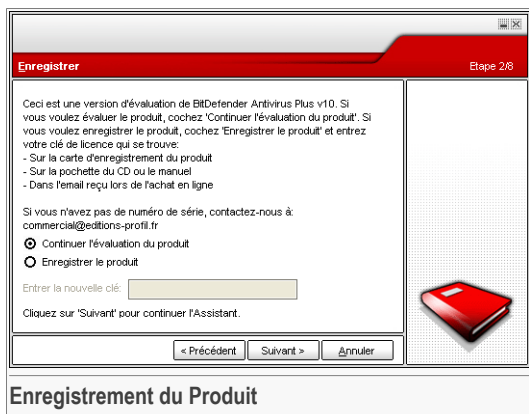 Enregistrer
Etape 2/8
Ceci est une version d'évaluation de BitDefender Antivirus Plus v10. Si
vous voulez évaluer le produit, cochez 'Continuer l'évaluation du produit'. Si
vous voulez enregistrer le produit, cochez 'Enregistrer le produit' et entrez
votre clé de licence qui se trouve:
- Sur la carte d'enregistrement du produit
- Sur la pochette du CD ou le manuel
- Dans l'email reçu lors de l'achat en ligne
Si vous n'avez pas de numéro de série, contactez-nous à:
commercial@editions-profil.fr
Continuer l'évaluation du produit
Enregistrer le produit
Entrer la nouvelle clé:
Cliquez sur 'Suivant' pour continuer l'Assistant.
« Précédent
Suivant »
Annuler
Enregistrement du Produit